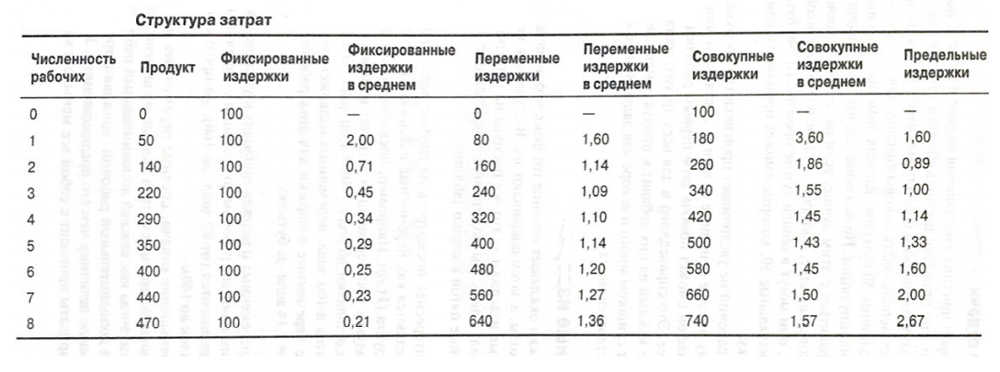 Структура затрат
Численность рабочих | Продукт | Фиксированные издержки | Фиксированные издержки в среднем | Переменные издержки | Переменные издержки в среднем | Совокупные издержки | Совокупные издержки в среднем | Предельные издержки
0 0 100 — 0 — 100 — —
1 50 100 2,00 80 1,60 180 3,60 1,60
2 140 100 0,71 160 1,14 260 1,86 0,89
3 220 100 0,45 240 1,09 340 1,55 1,00
4 290 100 0,34 320 1,10 420 1,45 1,14
5 350 100 0,29 400 1,14 500 1,43 1,33
6 400 100 0,25 480 1,20 580 1,45 1,60
7 440 100 0,23 560 1,27 660 1,50 2,00
8 470 100 0,21 640 1,36 740 1,57 2,67